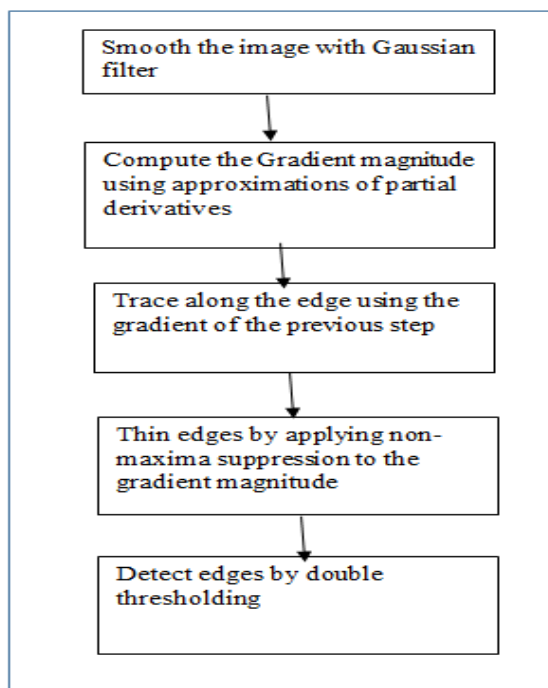 Smooth the image with Gaussian
filter
Compute the Gradient magnitude
using approximations of partial
derivatives
Trace along the edge using the
gradient of the previous step
Thin edges by applying non-
maxima suppression to the
gradient magnitude
Detect edges by double
thresholding